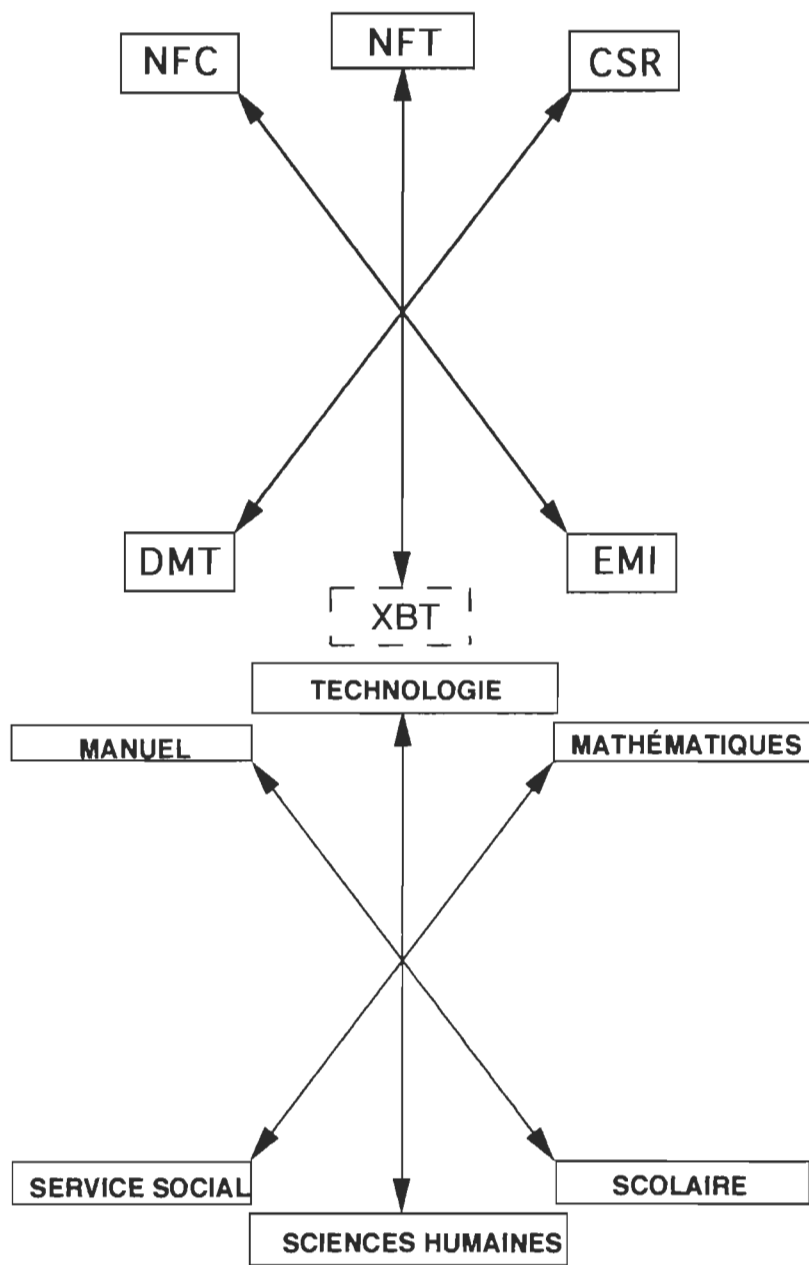 NFC
NFT
CSR
DMT
EMI
XBT
TECHNOLOGIE
MANUEL
MATHÉMATIQUES
SERVICE SOCIAL
SCOLAIRE
SCIENCES HUMAINES